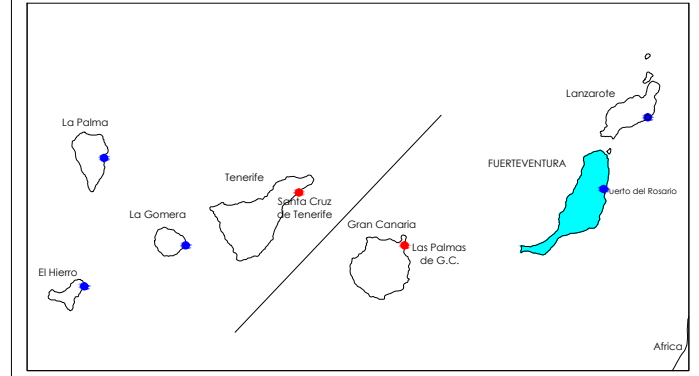 Lanzarote
La Palma
FUERTEVENTURA
Tenerife
uerto del Rosario
Santa Cruz
de Tenerife
La Gomera
Gran Canaria
Las Palmas
de G.C.
El Hierro
Africa